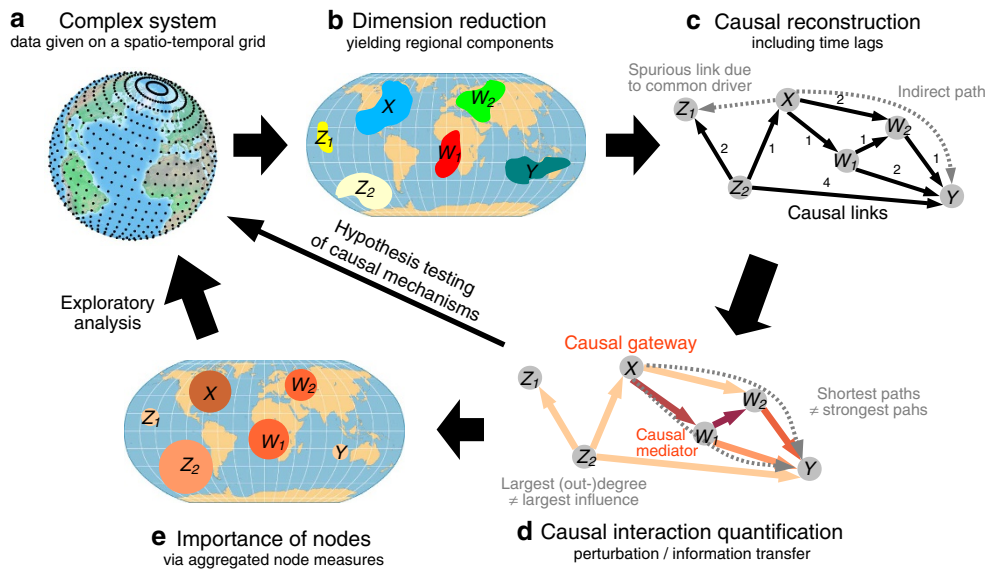 a Complex system
data given on a spatio-temporal grid
b Dimension reduction
yielding regional components
X
W2
Z1
W1
Y
Z2
c Causal reconstruction
including time lags
Spurious link due
to common driver
Indirect path
Z1
X
2
W2
1
1
W1
2
1
2
1
Z2
4
Y
Causal links
Hypothesis testing
of causal mechanisms
Exploratory
analysis
Causal gateway
X
Z1
W2
Shortest paths
≠ strongest pahs
W1
Causal
mediator
Z2
Y
Largest (out-)degree
≠ largest influence
d Causal interaction quantification
perturbation / information transfer
X
W2
Z1
W1
Y
Z2
e Importance of nodes
via aggregated node measures